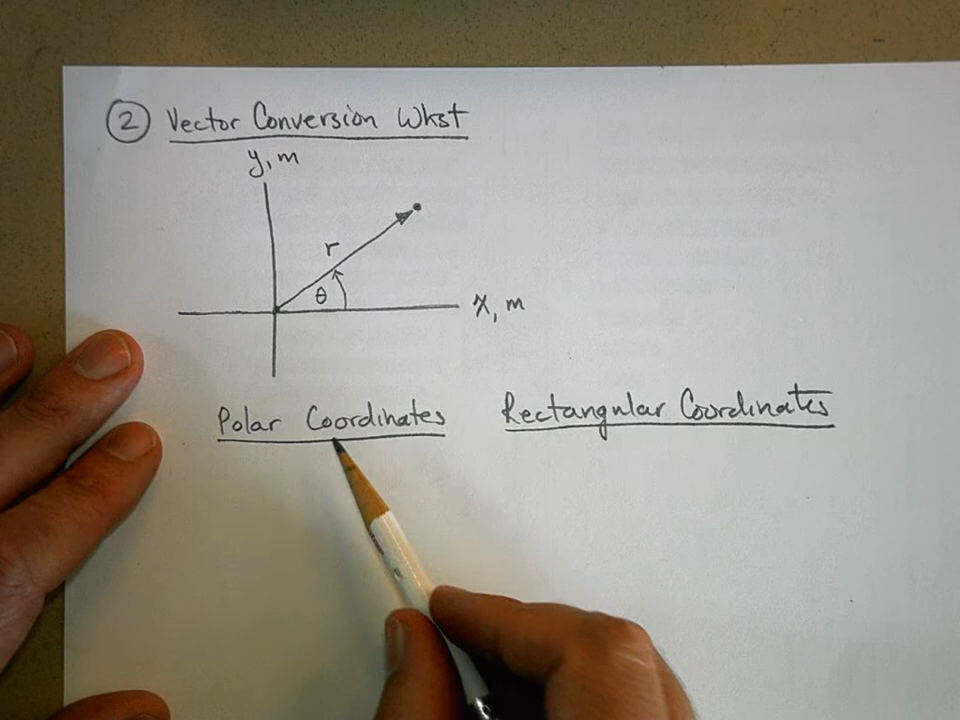 2 Vector Conversion Wkst
y, m
r
θ
x, m
Polar Coordinates Rectangular Coordinates